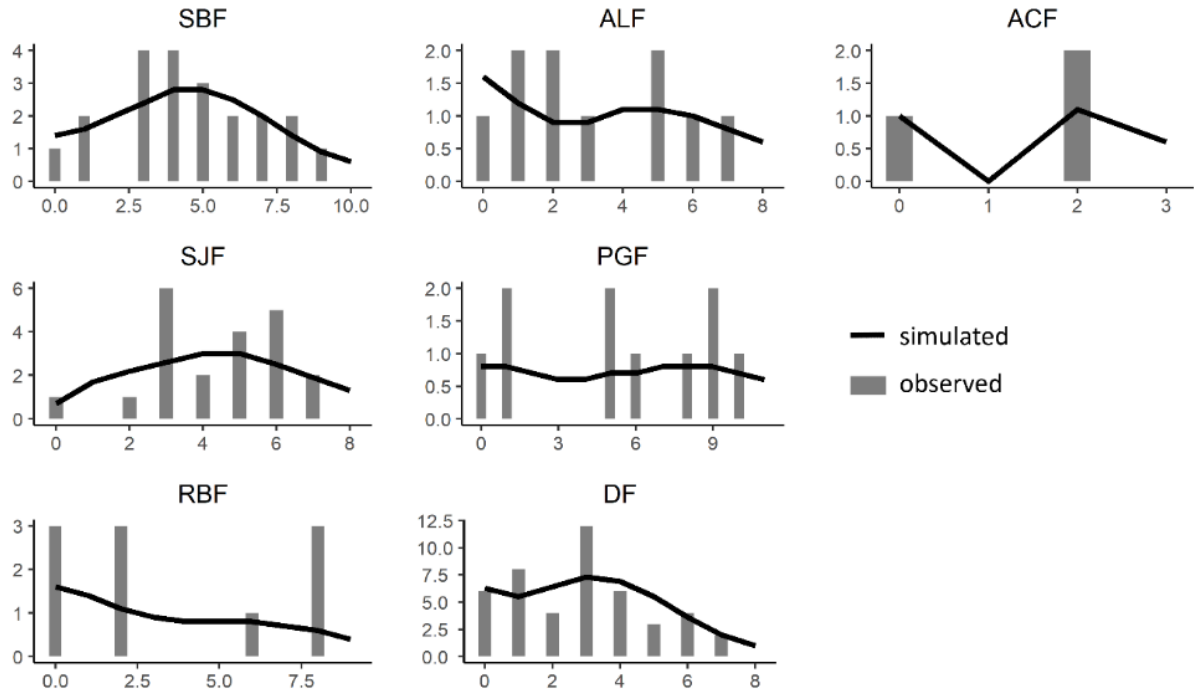 SBF
4
3
2
1
0
0.0 2.5 5.0 7.5 10.0
ALF
2.0
1.5
1.0
0.5
0.0
0 2 4 6 8
ACF
2.0
1.5
1.0
0.5
0.0
0 1 2 3
SJF
6
4
2
0
0 2 4 6 8
PGF
2.0
1.5
1.0
0.5
0.0
0 3 6 9
simulated
observed
RBF
3
2
1
0
0.0 2.5 5.0 7.5
DF
12.5
10.0
7.5
5.0
2.5
0.0
0 2 4 6 8